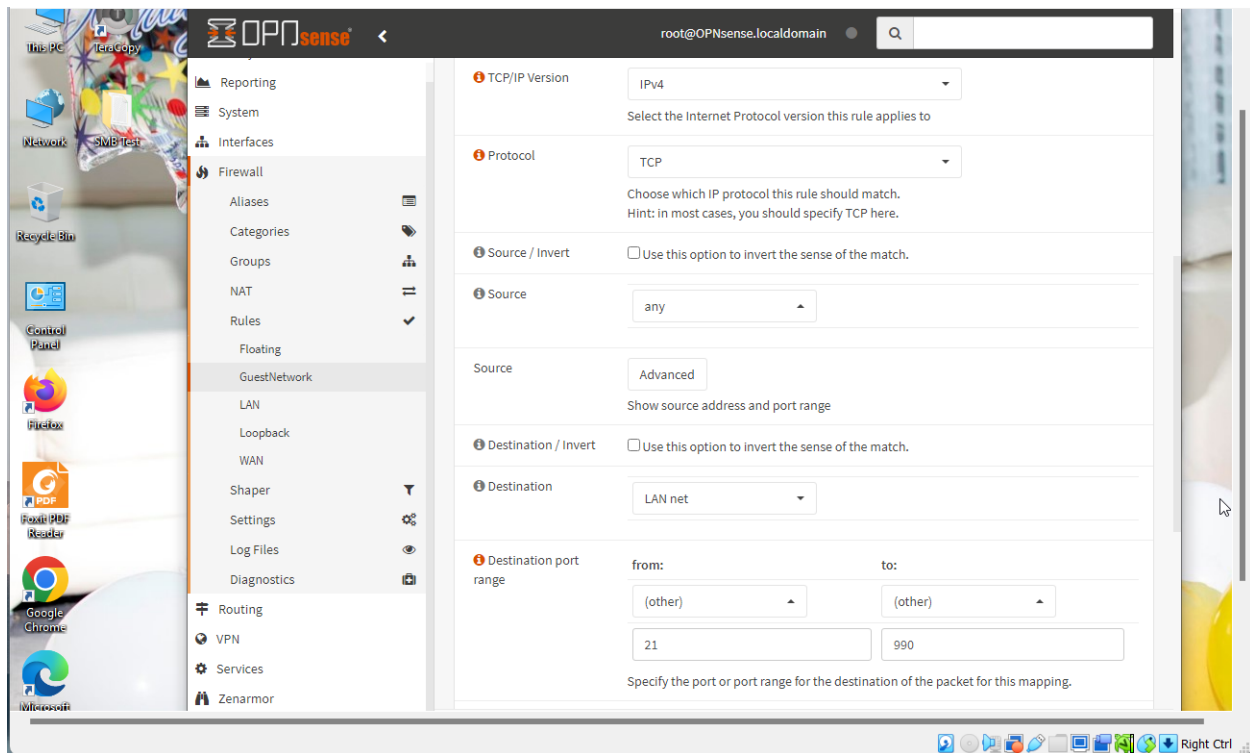 This PC
TeraCopy
Network
SMB Test
Recycle Bin
Control
Panel
Firefox
PDF
Foxit PDF
Reader
Google
Chrome
Microsoft
OPNsense
root@OPNsense.localdomain
Reporting
System
Interfaces
Firewall
Aliases
Categories
Groups
NAT
Rules
Floating
GuestNetwork
LAN
Loopback
WAN
Shaper
Settings
Log Files
Diagnostics
Routing
VPN
Services
Zenarmor
TCP/IP Version
IPv4
Select the Internet Protocol version this rule applies to
Protocol
TCP
Choose which IP protocol this rule should match.
Hint: in most cases, you should specify TCP here.
Source / Invert
Use this option to invert the sense of the match.
Source
any
Source
Advanced
Show source address and port range
Destination / Invert
Use this option to invert the sense of the match.
Destination
LAN net
Destination port
range
from:
to:
(other)
(other)
21
990
Specify the port or port range for the destination of the packet for this mapping.
Right Ctrl